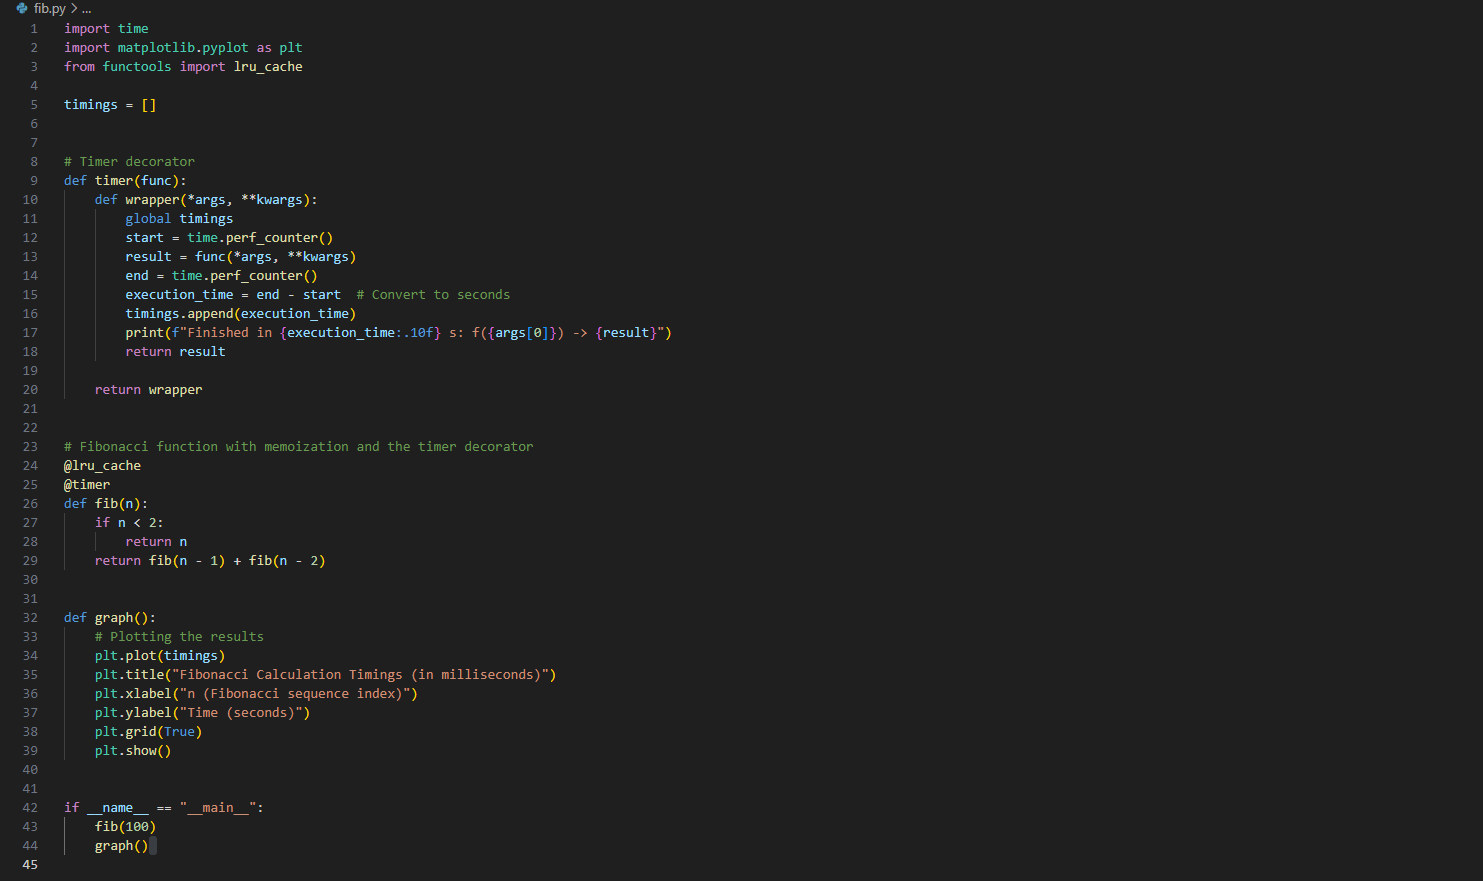 fib.py > ...
1 import time
2 import matplotlib.pyplot as plt
3 from functools import lru_cache
4
5 timings = []
6
7
8 # Timer decorator
9 def timer(func):
10     def wrapper(*args, **kwargs):
11         global timings
12         start = time.perf_counter()
13         result = func(*args, **kwargs)
14         end = time.perf_counter()
15         execution_time = end - start  # Convert to seconds
16         timings.append(execution_time)
17         print(f"Finished in {execution_time:.10f} s: f({args[0]}) -> {result}")
18         return result
19
20     return wrapper
21
22
23 # Fibonacci function with memoization and the timer decorator
24 @lru_cache
25 @timer
26 def fib(n):
27     if n < 2:
28         return n
29     return fib(n - 1) + fib(n - 2)
30
31
32 def graph():
33     # Plotting the results
34     plt.plot(timings)
35     plt.title("Fibonacci Calculation Timings (in milliseconds)")
36     plt.xlabel("n (Fibonacci sequence index)")
37     plt.ylabel("Time (seconds)")
38     plt.grid(True)
39     plt.show()
40
41
42 if __name__ == "__main__":
43     fib(100)
44     graph()
45